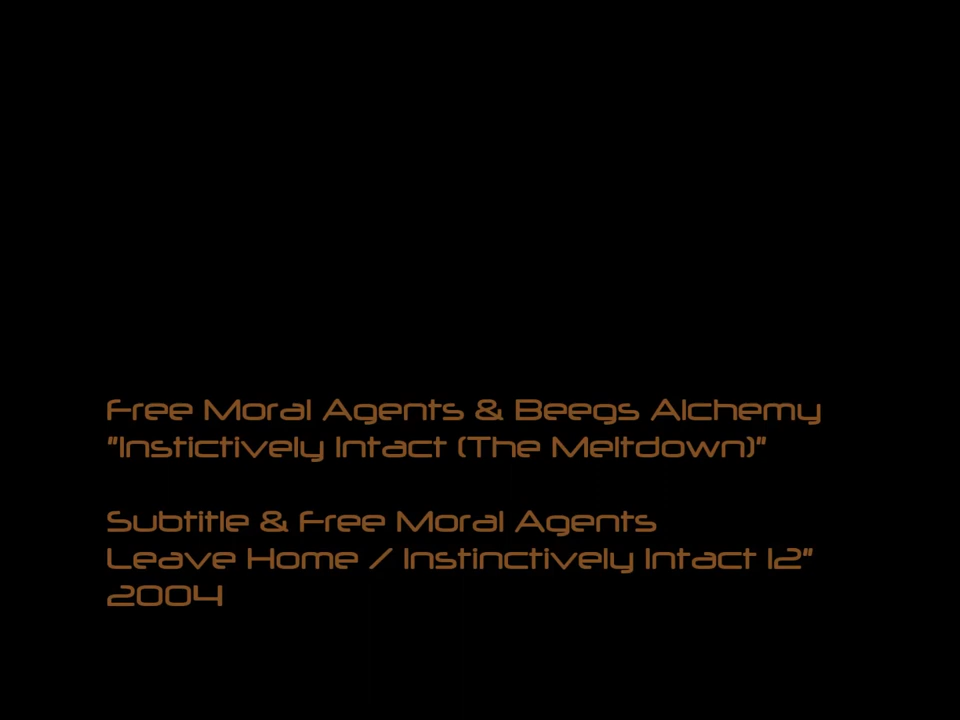 Free Moral Agents & Beegs Alchemy
"Instictively Intact (The Meltdown)"
Subtitle & Free Moral Agents
Leave Home / Instinctively Intact 12"
2004